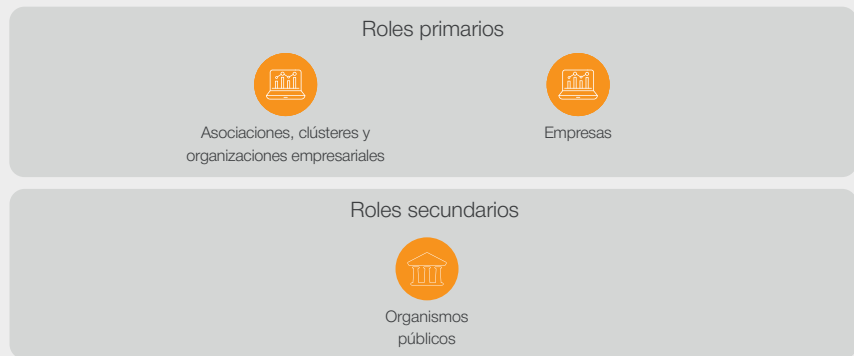 Roles primarios
Asociaciones, clústeres y
organizaciones empresariales
Empresas
Roles secundarios
Organismos
públicos